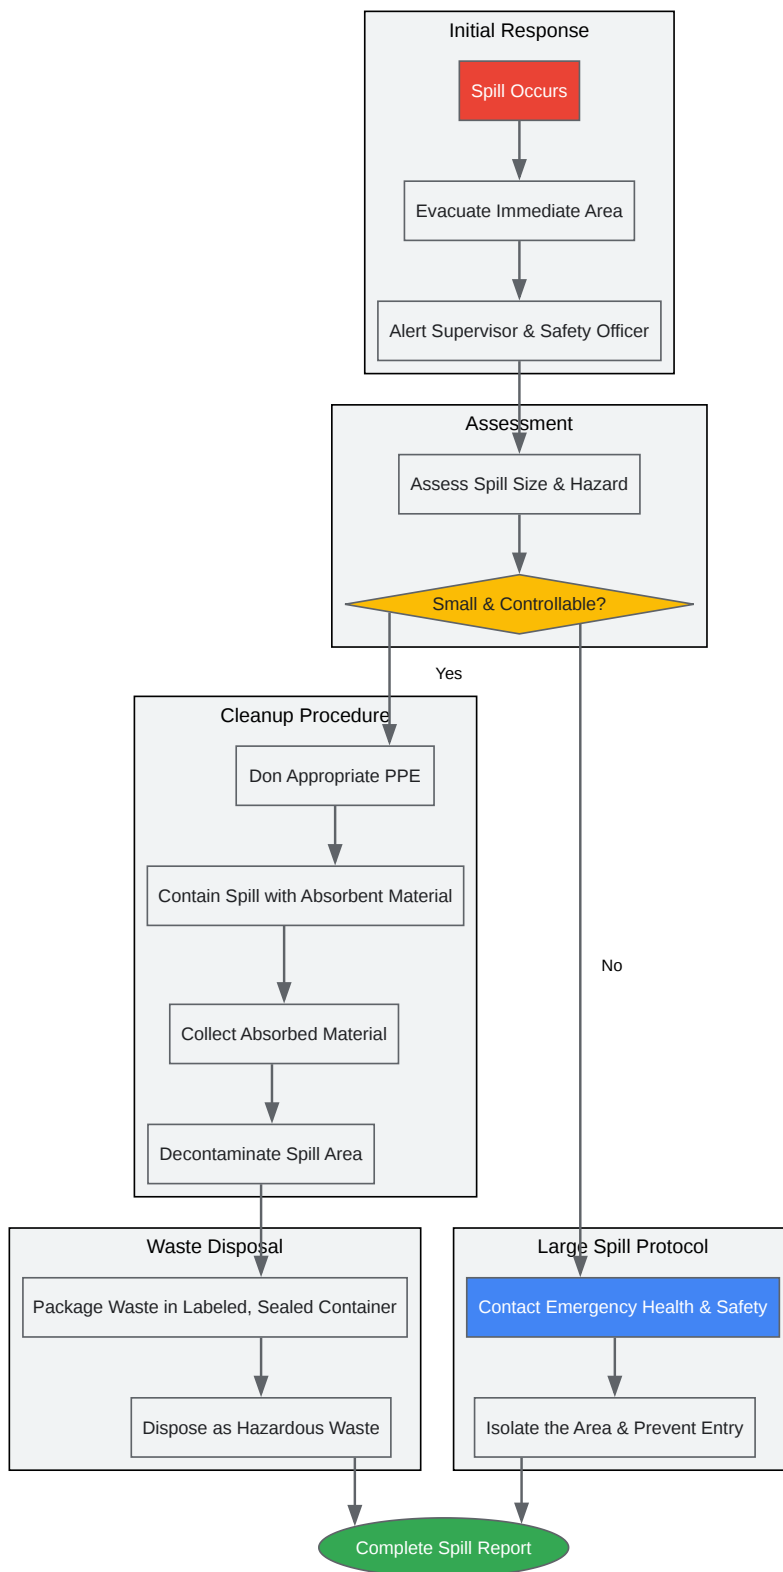 Initial Response
Spill Occurs
Evacuate Immediate Area
Alert Supervisor & Safety Officer
Assessment
Assess Spill Size & Hazard
Small & Controllable?
Yes
Cleanup Procedure
Don Appropriate PPE
Contain Spill with Absorbent Material
No
Collect Absorbed Material
Decontaminate Spill Area
Waste Disposal
Package Waste in Labeled, Sealed Container
Dispose as Hazardous Waste
Large Spill Protocol
Contact Emergency Health & Safety
Isolate the Area & Prevent Entry
Complete Spill Report